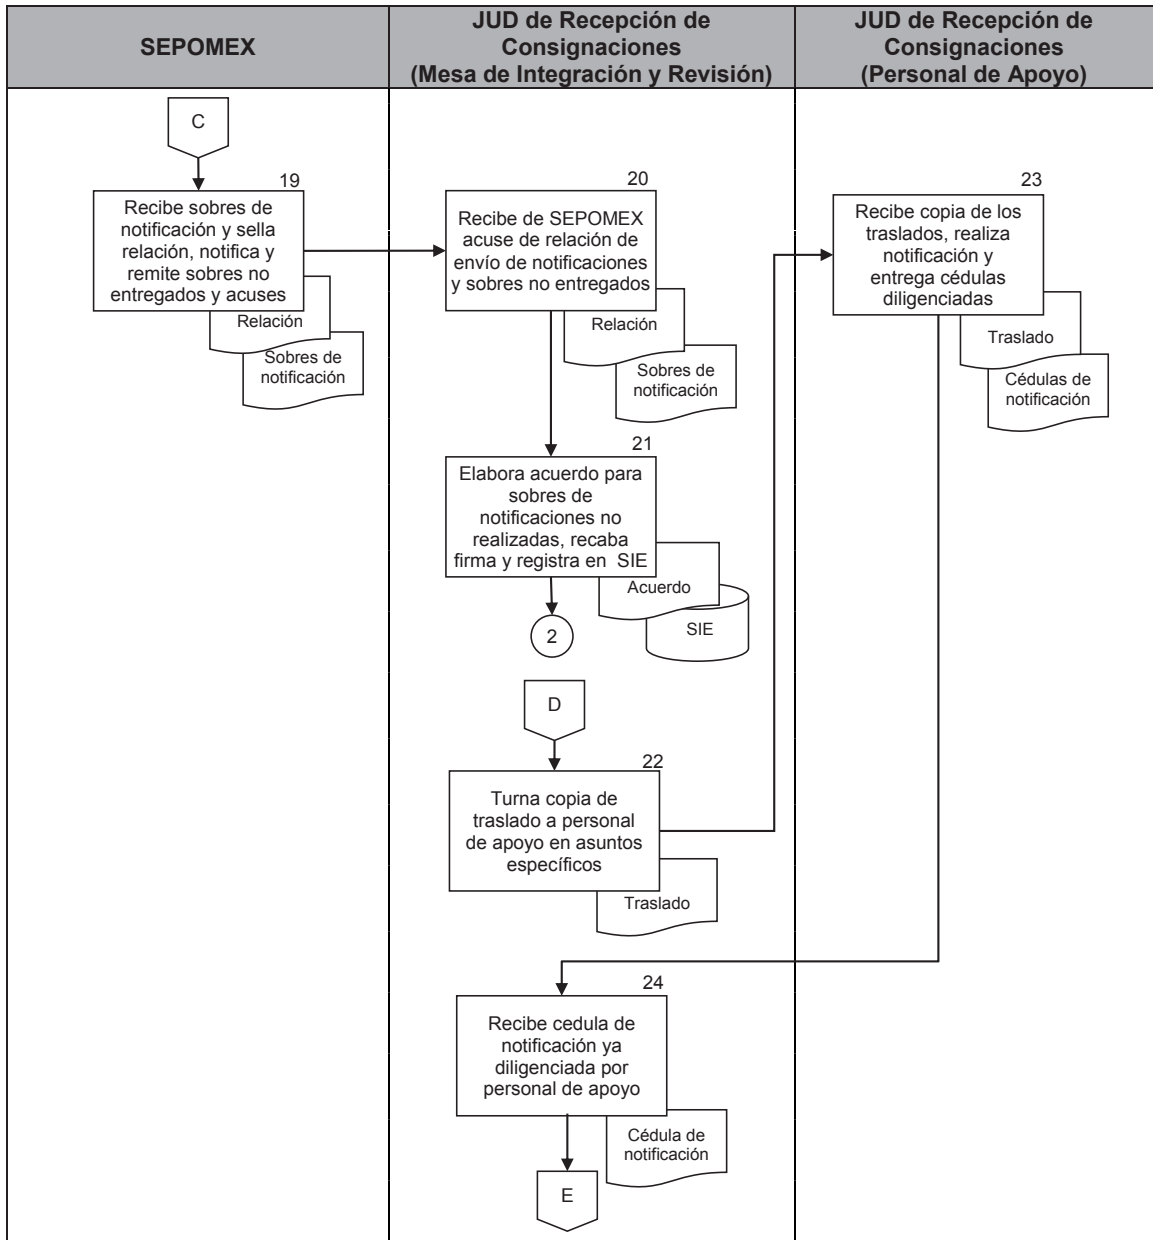 SEPOMEX
JUD de Recepción de
Consignaciones
(Mesa de Integración y Revisión)
JUD de Recepción de
Consignaciones
(Personal de Apoyo)
C
19
Recibe sobres de
notificación y sella
relación, notifica y
remite sobres no
entregados y acuses
Relación
Sobres de
notificación
20
Recibe de SEPOMEX
acuse de relación de
envío de notificaciones
y sobres no entregados
Relación
Sobres de
notificación
21
Elabora acuerdo para
sobres de
notificaciones no
realizadas, recaba
firma y registra en SIE
Acuerdo
SIE
2
D
22
Turna copia de
traslado a personal
de apoyo en asuntos
específicos
Traslado
23
Recibe copia de los
traslados, realiza
notificación y
entrega cédulas
diligenciadas
Traslado
Cédulas de
notificación
24
Recibe cedula de
notificación ya
diligenciada por
personal de apoyo
Cédula de
notificación
E